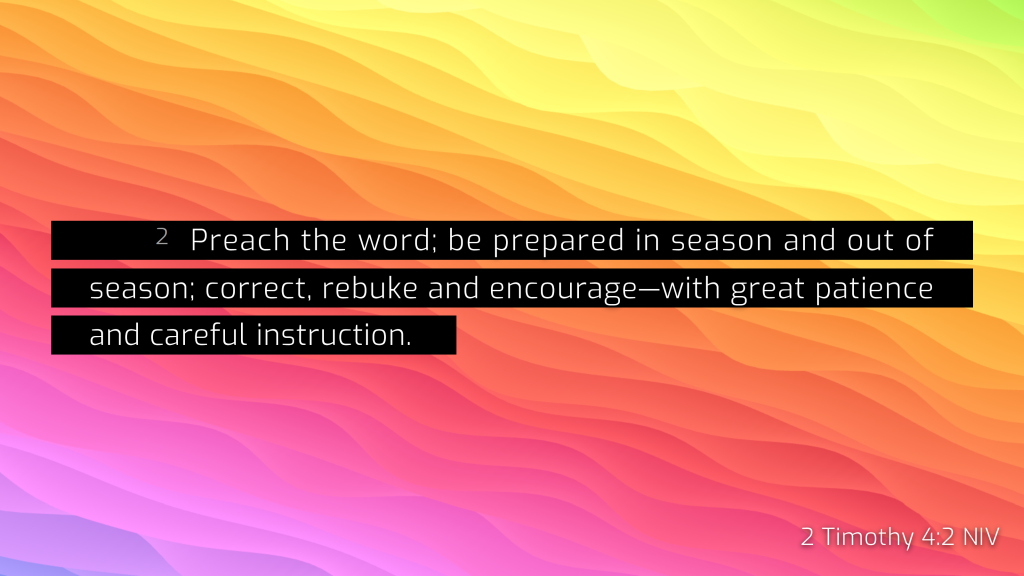 2 Preach the word; be prepared in season and out of
season; correct, rebuke and encourage—with great patience
and careful instruction.
2 Timothy 4:2 NIV